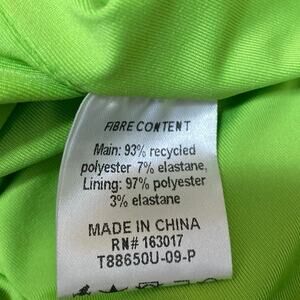 FIBRE CONTENT
Main: 93% recycled
polyester 7% elastane,
Lining: 97% polyester
3% elastane
MADE IN CHINA
RN# 163017
T88650U-09-P